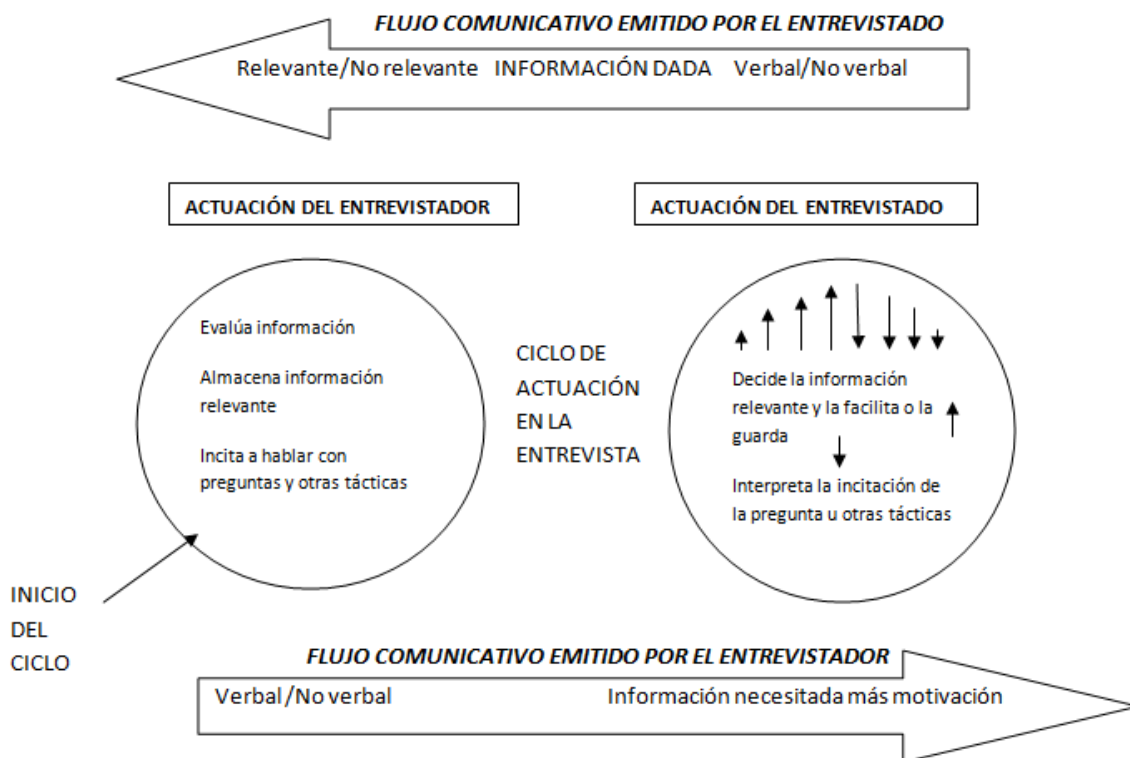 FLUJO COMUNICATIVO EMITIDO POR EL ENTREVISTADO
Relevante/No relevante INFORMACIÓN DADA Verbal/No verbal
ACTUACIÓN DEL ENTREVISTADOR
ACTUACIÓN DEL ENTREVISTADO
Evalúa información
Almacena información
relevante
Incita a hablar con
preguntas y otras tácticas
CICLO DE
ACTUACIÓN
EN LA
ENTREVISTA
Decide la información
relevante y la facilita o la
guarda
Interpreta la incitación de
la pregunta u otras tácticas
INICIO
DEL
CICLO
FLUJO COMUNICATIVO EMITIDO POR EL ENTREVISTADOR
Verbal/No verbal Información necesitada más motivación